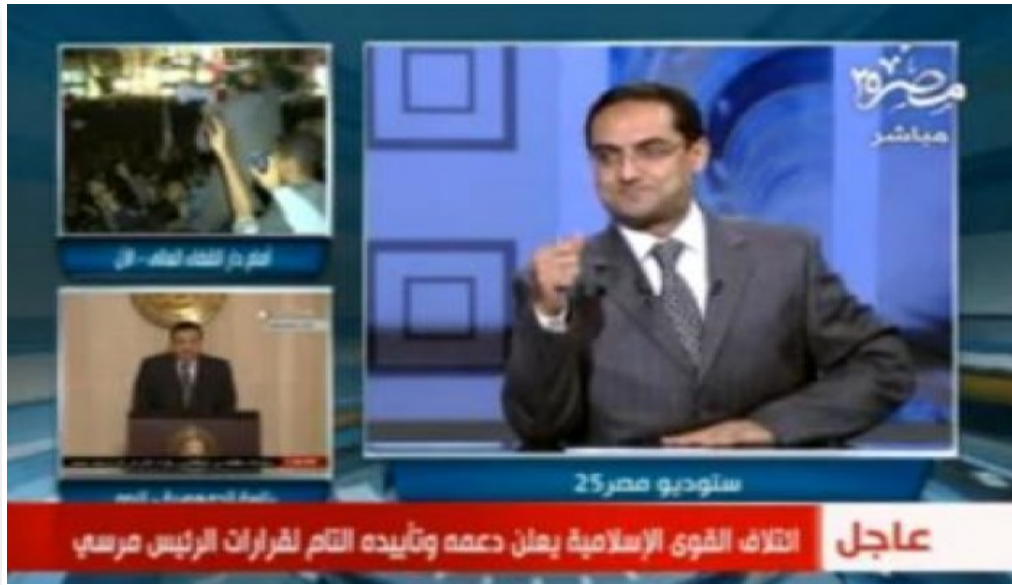 مصر ٢٥
مباشر
أمام دار القضاء العالي - الآن
ستوديو مصر25
عاجل
ائتلاف القوى الإسلامية يعلن دعمه وتأييده التام لقرارات الرئيس مرسي